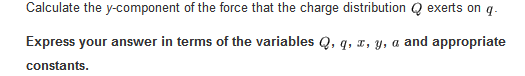 Calculate the y-component of the force that the charge distribution Q exerts on q.
Express your answer in terms of the variables Q, q, x, y, a and appropriate
constants.